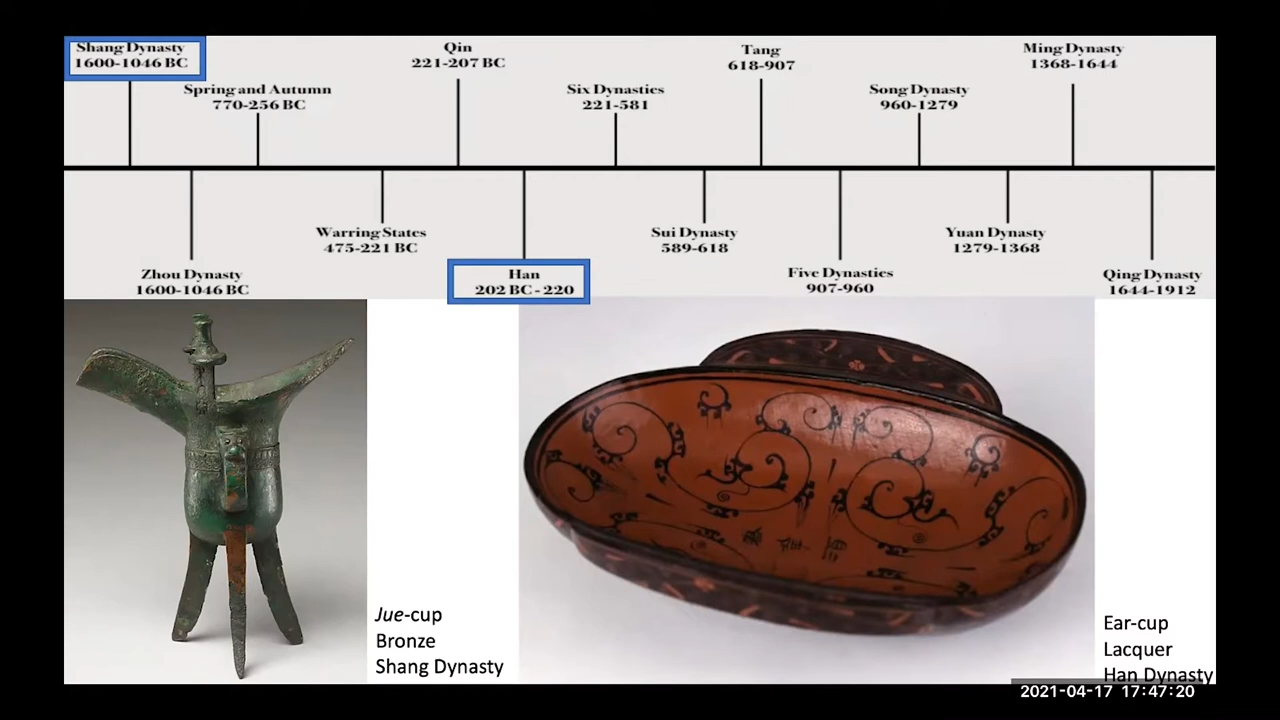 Shang Dynasty
1600-1046 BC
Qin
221-207 BC
Tang
618-907
Ming Dynasty
1368-1644
Spring and Autumn
770-256 BC
Six Dynasties
221-581
Song Dynasty
960-1279
Warring States
475-221 BC
Sui Dynasty
589-618
Yuan Dynasty
1279-1368
Zhou Dynasty
1600-1046 BC
Han
202 BC - 220
Five Dynasties
907-960
Qing Dynasty
1644-1912
Jue-cup
Bronze
Shang Dynasty
Ear-cup
Lacquer
Han Dynasty
2021-04-17 17:47:20